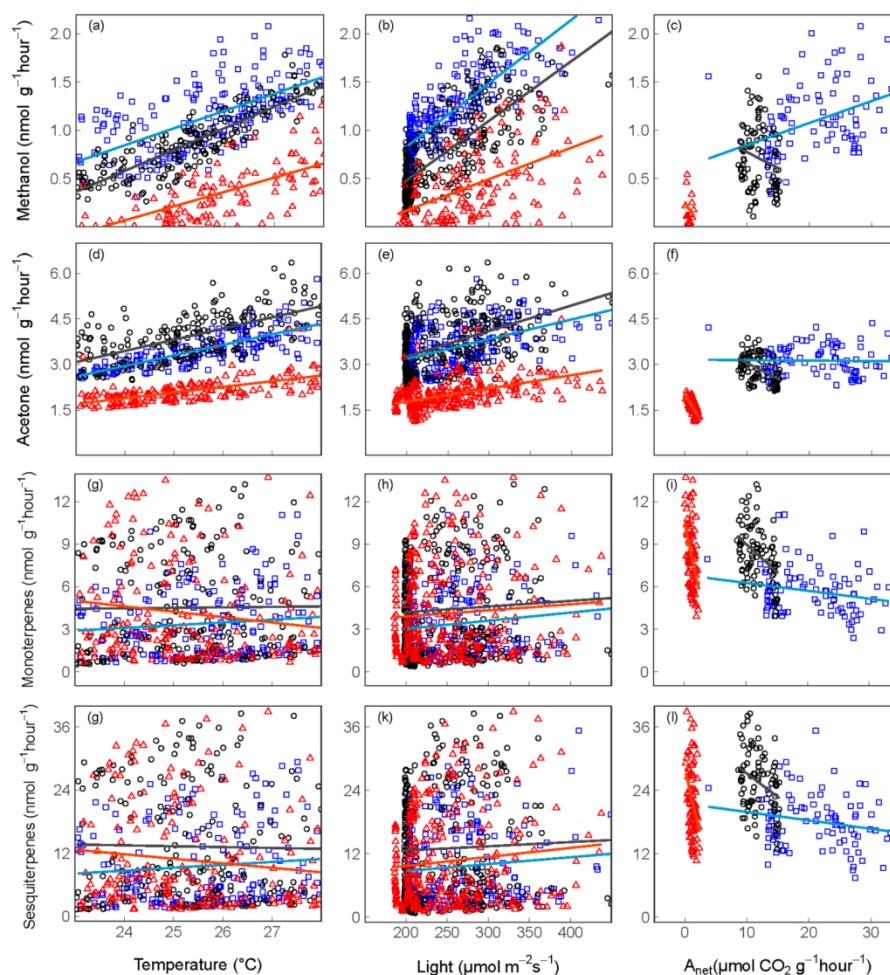 (a) (b) (c)
2.0 2.0 2.0
1.5 1.5 1.5
1.0 1.0 1.0
0.5 0.5 0.5
Methanol (nmol g⁻¹hour⁻¹)
(d) (e) (f)
6.0 6.0 6.0
4.5 4.5 4.5
3.0 3.0 3.0
1.5 1.5 1.5
Acetone (nmol g⁻¹hour⁻¹)
(g) (h) (i)
12 12 12
9 9 9
6 6 6
3 3 3
0 0 0
Monoterpenes (nmol g⁻¹hour⁻¹)
(g) (k) (l)
36 36 36
24 24 24
12 12 12
0 0 0
Sesquiterpenes (nmol g⁻¹hour⁻¹)
24 25 26 27 200 250 300 350 400 0 10 20 30
Temperature (°C) Light (µmol m⁻²s⁻¹) Aₙₑₜ(µmol CO₂ g⁻¹hour⁻¹)